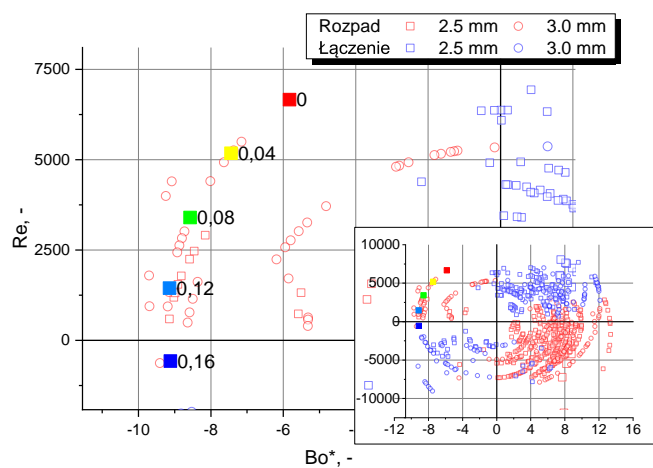 Rozpad 2.5 mm 3.0 mm
Łączenie 2.5 mm 3.0 mm
7500
5000
2500
0
Re, -
0
0,04
0,08
0,12
0,16
-10 -8 -6 -4
Bo*, -
10000
5000
0
-5000
-10000
-12 -8 -4 0 4 8 12 16